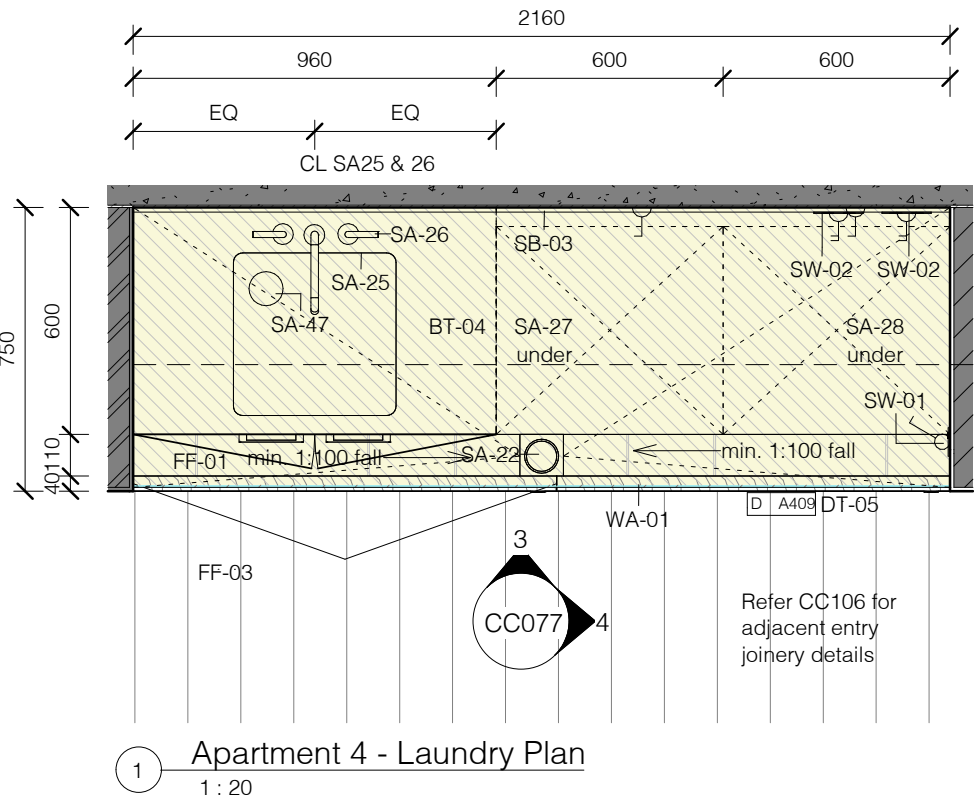 2160
960
600
600
EQ
EQ
CL SA25 & 26
750
600
110
40
SA-26
SA-25
SA-47
BT-04
SB-03
SA-27
under
SW-02
SW-02
SA-28
under
SW-01
FF-01
min. 1:100 fall
SA-22
min. 1:100 fall
WA-01
D A409
DT-05
FF-03
3
CC077
4
Refer CC106 for
adjacent entry
joinery details
1
Apartment 4 - Laundry Plan
1 : 20